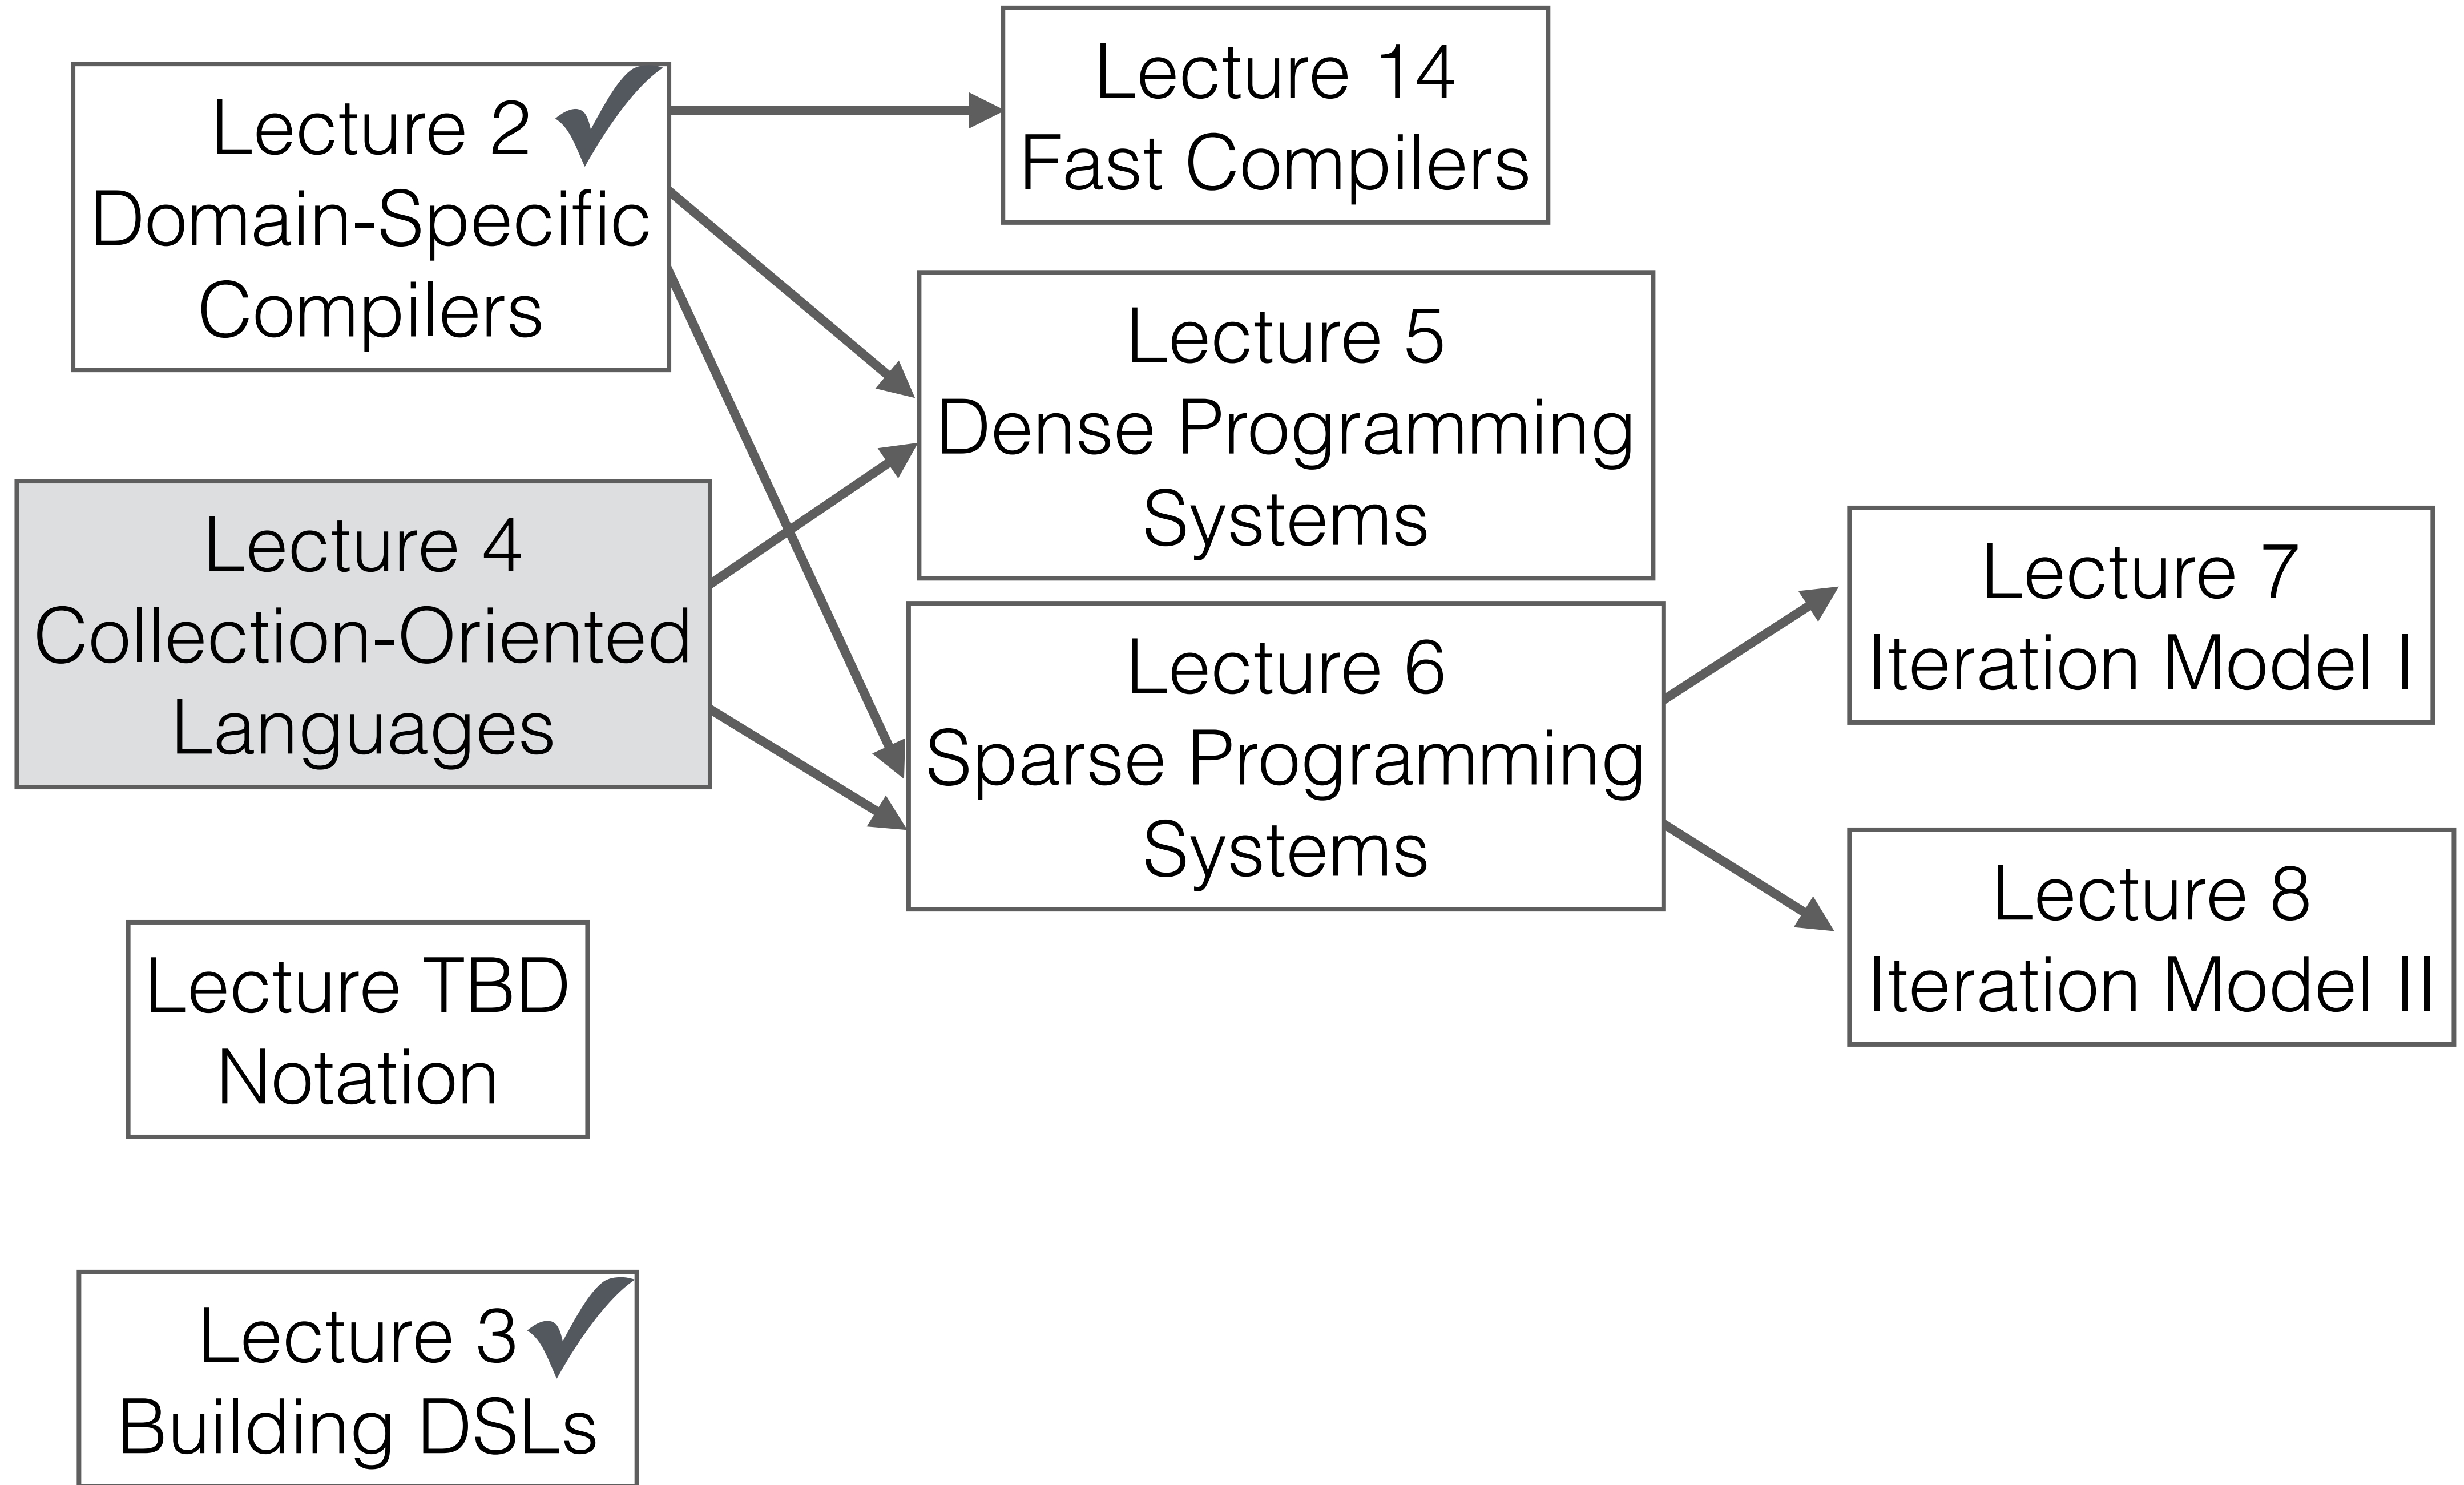 Lecture 2
Domain-Specific
Compilers
Lecture 14
Fast Compilers
Lecture 5
Dense Programming
Systems
Lecture 4
Collection-Oriented
Languages
Lecture 6
Sparse Programming
Systems
Lecture 7
Iteration Model I
Lecture 8
Iteration Model II
Lecture TBD
Notation
Lecture 3
Building DSLs